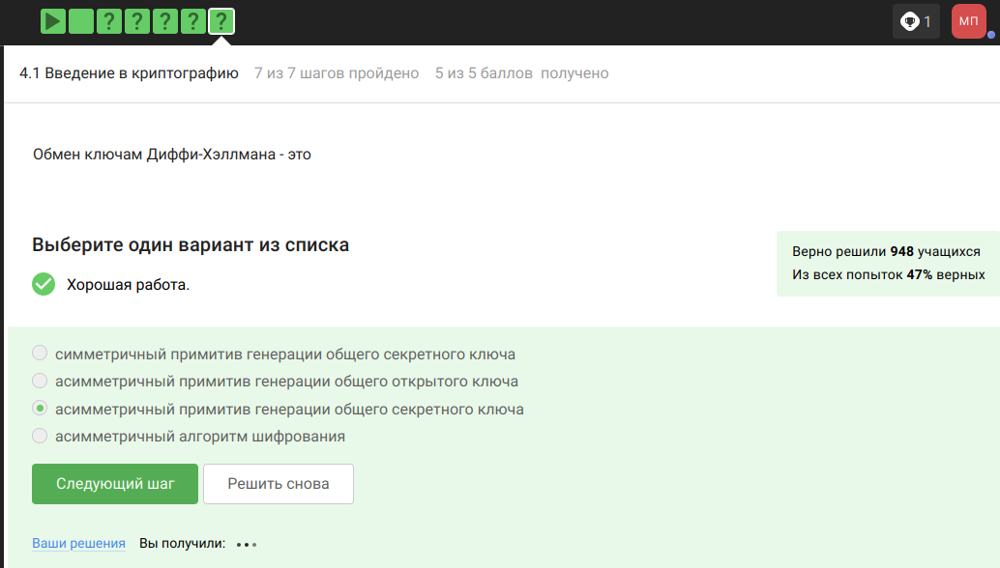 ? ? ? ? ?
1
МП
4.1 Введение в криптографию 7 из 7 шагов пройдено 5 из 5 баллов получено
Обмен ключам Диффи-Хэллмана - это
Выберите один вариант из списка
Хорошая работа.
Верно решили 948 учащихся
Из всех попыток 47% верных
симметричный примитив генерации общего секретного ключа
асимметричный примитив генерации общего открытого ключа
асимметричный примитив генерации общего секретного ключа
асимметричный алгоритм шифрования
Следующий шаг Решить снова
Ваши решения Вы получили: